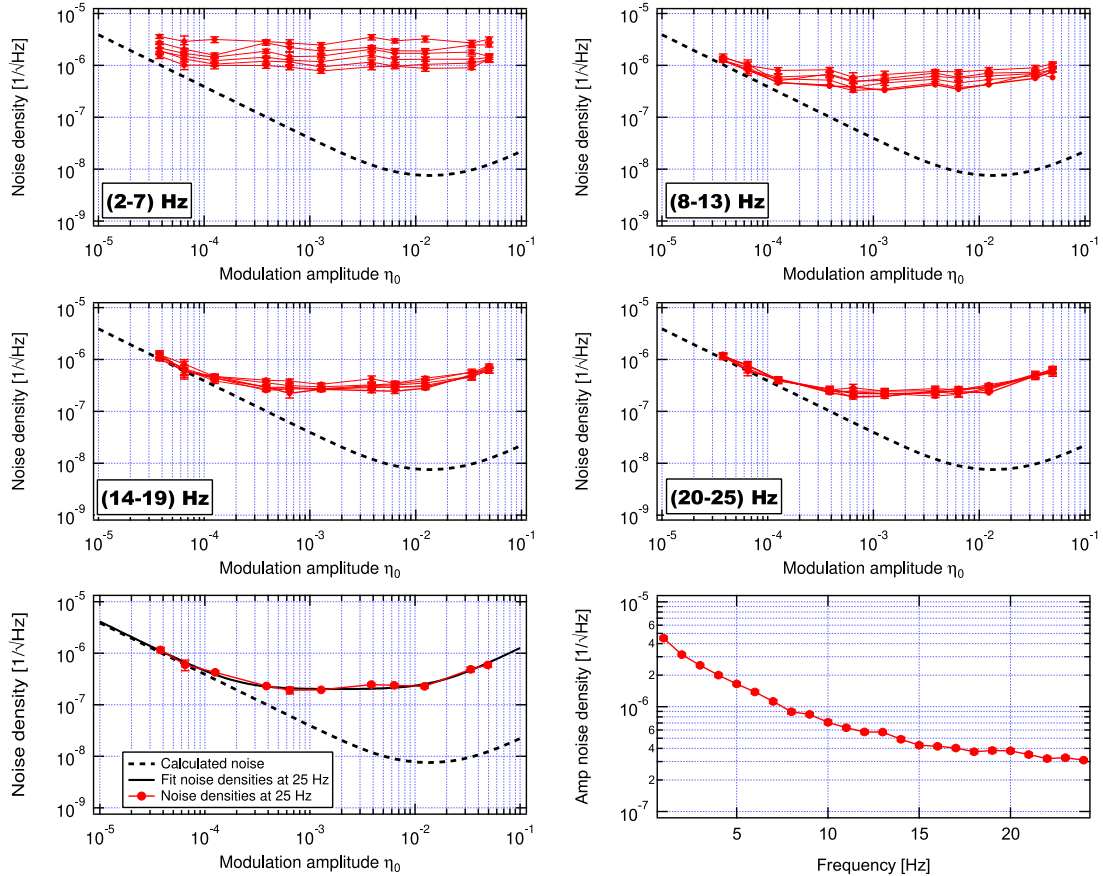 10⁻⁵
10⁻⁶
10⁻⁷
10⁻⁸
10⁻⁹
Noise density [1/√Hz]
(2-7) Hz
10⁻⁵ 10⁻⁴ 10⁻³ 10⁻² 10⁻¹
Modulation amplitude η₀
10⁻⁵
10⁻⁶
10⁻⁷
10⁻⁸
10⁻⁹
Noise density [1/√Hz]
(8-13) Hz
10⁻⁵ 10⁻⁴ 10⁻³ 10⁻² 10⁻¹
Modulation amplitude η₀
10⁻⁵
10⁻⁶
10⁻⁷
10⁻⁸
10⁻⁹
Noise density [1/√Hz]
(14-19) Hz
10⁻⁵ 10⁻⁴ 10⁻³ 10⁻² 10⁻¹
Modulation amplitude η₀
10⁻⁵
10⁻⁶
10⁻⁷
10⁻⁸
10⁻⁹
Noise density [1/√Hz]
(20-25) Hz
10⁻⁵ 10⁻⁴ 10⁻³ 10⁻² 10⁻¹
Modulation amplitude η₀
10⁻⁵
10⁻⁶
10⁻⁷
10⁻⁸
10⁻⁹
Noise density [1/√Hz]
Calculated noise
Fit noise densities at 25 Hz
Noise densities at 25 Hz
10⁻⁵ 10⁻⁴ 10⁻³ 10⁻² 10⁻¹
Modulation amplitude η₀
10⁻⁵
6
4
2
10⁻⁶
6
4
2
10⁻⁷
Amp noise density [1/√Hz]
5 10 15 20
Frequency [Hz]